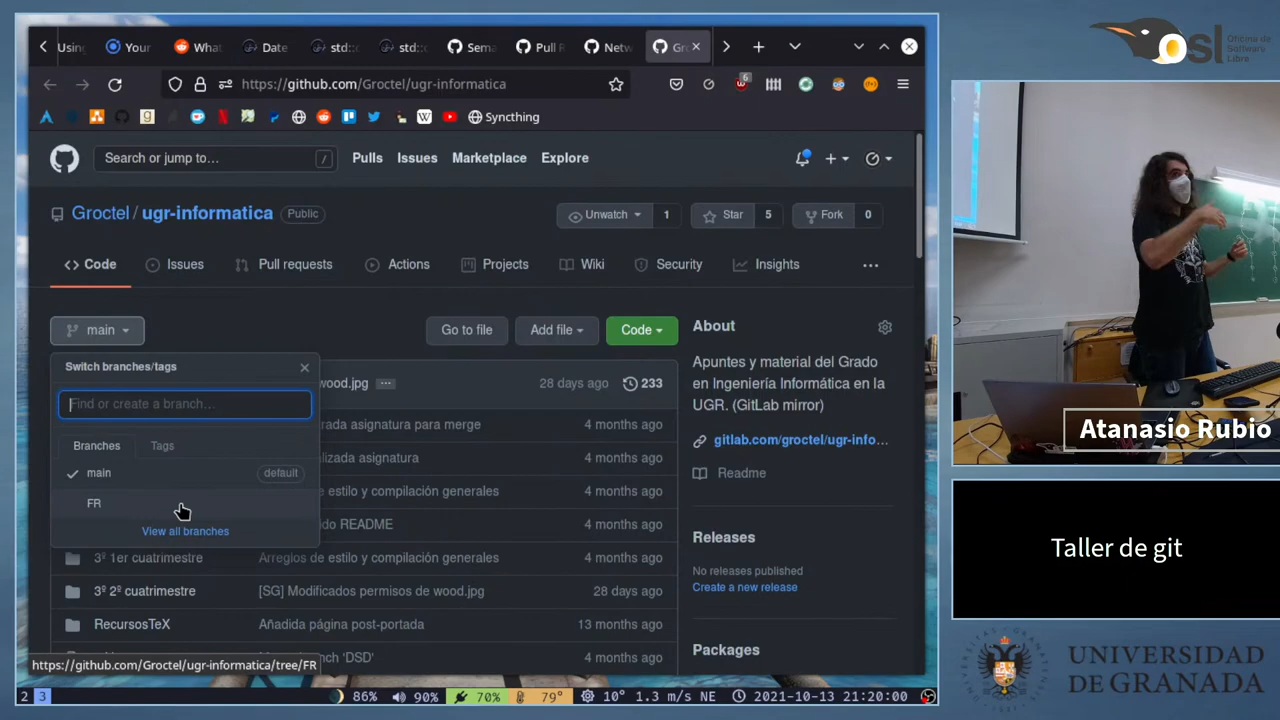 Using
Your
What
Date
std::c
std::c
Sema
Pull R
Netw
Gro
https://github.com/Groctel/ugr-informatica
6
W
Syncthing
Search or jump to…
/
Pulls
Issues
Marketplace
Explore
Groctel / ugr-informatica
Public
Unwatch
1
Star
5
Fork
0
Code
Issues
Pull requests
Actions
Projects
Wiki
Security
Insights
main
Go to file
Add file
Code
Switch branches/tags
Find or create a branch…
Branches
Tags
main
default
FR
View all branches
wood.jpg
28 days ago
233
rada asignatura para merge
4 months ago
alizada asignatura
4 months ago
de estilo y compilación generales
4 months ago
do README
4 months ago
3º 1er cuatrimestre
Arreglos de estilo y compilación generales
4 months ago
3º 2º cuatrimestre
[SG] Modificados permisos de wood.jpg
28 days ago
RecursosTeX
Añadida página post-portada
13 months ago
'DSD'
4 months ago
https://github.com/Groctel/ugr-informatica/tree/FR
About
Apuntes y material del Grado
en Ingeniería Informática en la
UGR. (GitLab mirror)
gitlab.com/groctel/ugr-info...
Readme
Releases
No releases published
Create a new release
Packages
2
3
86%
90%
70%
79°
10° 1.3 m/s NE
2021-10-13 21:20:00
osl
Oficina de
Software
Libre
Atanasio Rubio
Taller de git
UNIVERSIDAD
DE GRANADA